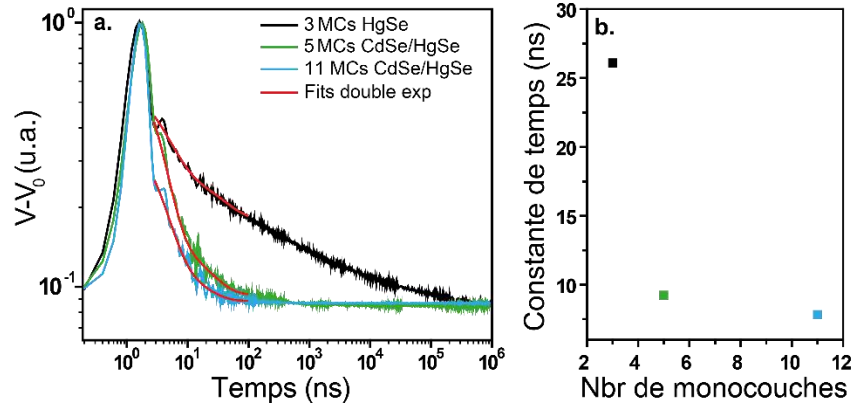 a.
3 MCs HgSe
5 MCs CdSe/HgSe
11 MCs CdSe/HgSe
Fits double exp
V-V₀ (u.a.)
10⁰
10⁻¹
10⁰ 10¹ 10² 10³ 10⁴ 10⁵ 10⁶
Temps (ns)
b.
Constante de temps (ns)
30
25
20
15
10
2 4 6 8 10 12
Nbr de monocouches